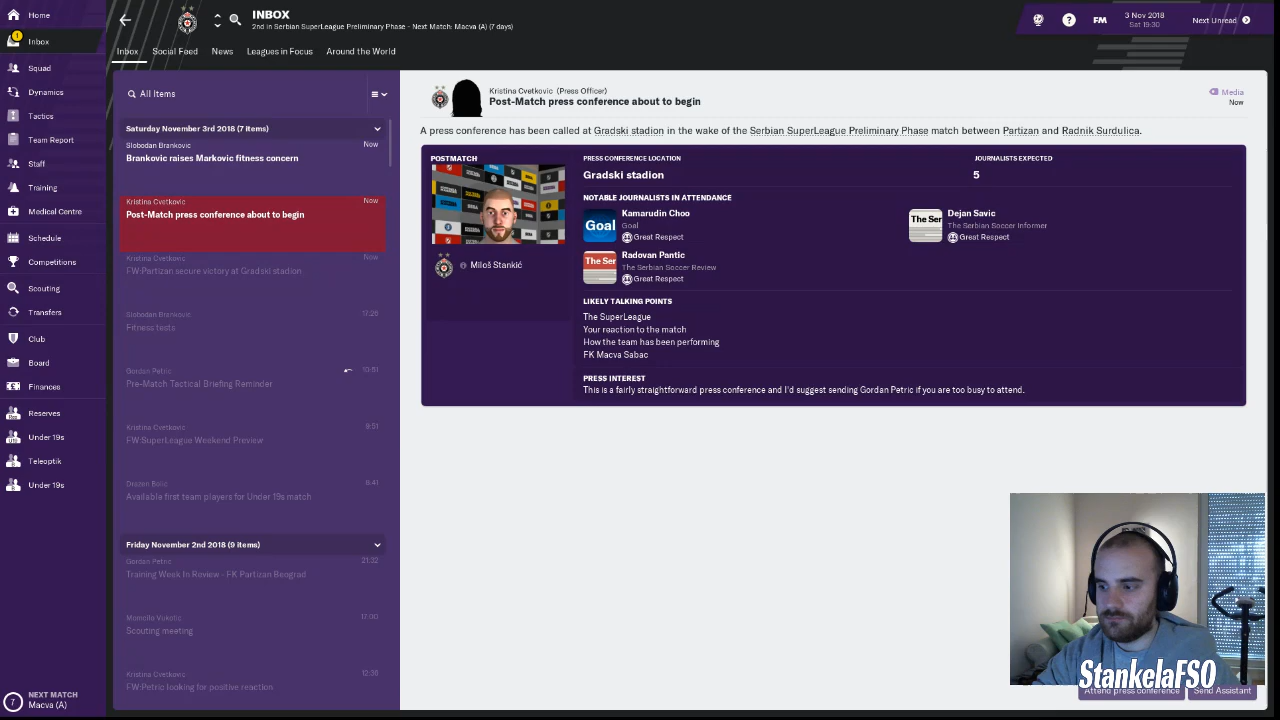 INBOX
2nd in Serbian SuperLeague Preliminary Phase - Next Match: Macva (A) (7 days)
FM
3 Nov 2018
Sat 19:30
Next Unread
1
Inbox
Squad
Dynamics
Tactics
Team Report
Staff
Training
Medical Centre
Schedule
Competitions
Scouting
Transfers
Club
Board
Finances
Reserves
Under 19s
Teleoptik
Under 19s
7
NEXT MATCH
Macva (A)
Inbox
Social Feed
News
Leagues in Focus
Around the World
All Items
Saturday November 3rd 2018 (7 items)
Slobodan Brankovic
Now
Brankovic raises Markovic fitness concern
Kristina Cvetkovic
Now
Post-Match press conference about to begin
Kristina Cvetkovic
Now
FW:Partizan secure victory at Gradski stadion
Slobodan Brankovic
17:26
Fitness tests
Gordan Petric
10:51
Pre-Match Tactical Briefing Reminder
Kristina Cvetkovic
9:51
FW:SuperLeague Weekend Preview
Drazen Bolic
8:41
Available first team players for Under 19s match
Friday November 2nd 2018 (9 items)
Gordan Petric
21:32
Training Week In Review - FK Partizan Beograd
Momcilo Vukotic
17:00
Scouting meeting
Kristina Cvetkovic
12:38
FW:Petric looking for positive reaction
Kristina Cvetkovic (Press Officer)
Post-Match press conference about to begin
Media
Now
A press conference has been called at Gradski stadion in the wake of the Serbian SuperLeague Preliminary Phase match between Partizan and Radnik Surdulica.
POSTMATCH
Miloš Stankić
PRESS CONFERENCE LOCATION
Gradski stadion
JOURNALISTS EXPECTED
5
NOTABLE JOURNALISTS IN ATTENDANCE
Goal
Kamarudin Choo
Goal
Great Respect
The Ser
Dejan Savic
The Serbian Soccer Informer
Great Respect
The Ser
Radovan Pantic
The Serbian Soccer Review
Great Respect
LIKELY TALKING POINTS
The SuperLeague
Your reaction to the match
How the team has been performing
FK Macva Sabac
PRESS INTEREST
This is a fairly straightforward press conference and I'd suggest sending Gordan Petric if you are too busy to attend.
StankelaFSO
Attend press conference
Send Assistant